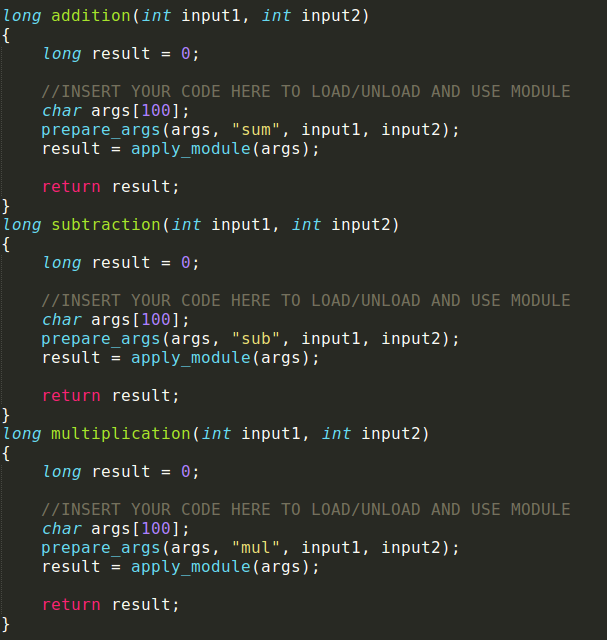 long addition(int input1, int input2)
{
    long result = 0;

    //INSERT YOUR CODE HERE TO LOAD/UNLOAD AND USE MODULE
    char args[100];
    prepare_args(args, "sum", input1, input2);
    result = apply_module(args);

    return result;
}
long subtraction(int input1, int input2)
{
    long result = 0;

    //INSERT YOUR CODE HERE TO LOAD/UNLOAD AND USE MODULE
    char args[100];
    prepare_args(args, "sub", input1, input2);
    result = apply_module(args);

    return result;
}
long multiplication(int input1, int input2)
{
    long result = 0;

    //INSERT YOUR CODE HERE TO LOAD/UNLOAD AND USE MODULE
    char args[100];
    prepare_args(args, "mul", input1, input2);
    result = apply_module(args);

    return result;
}